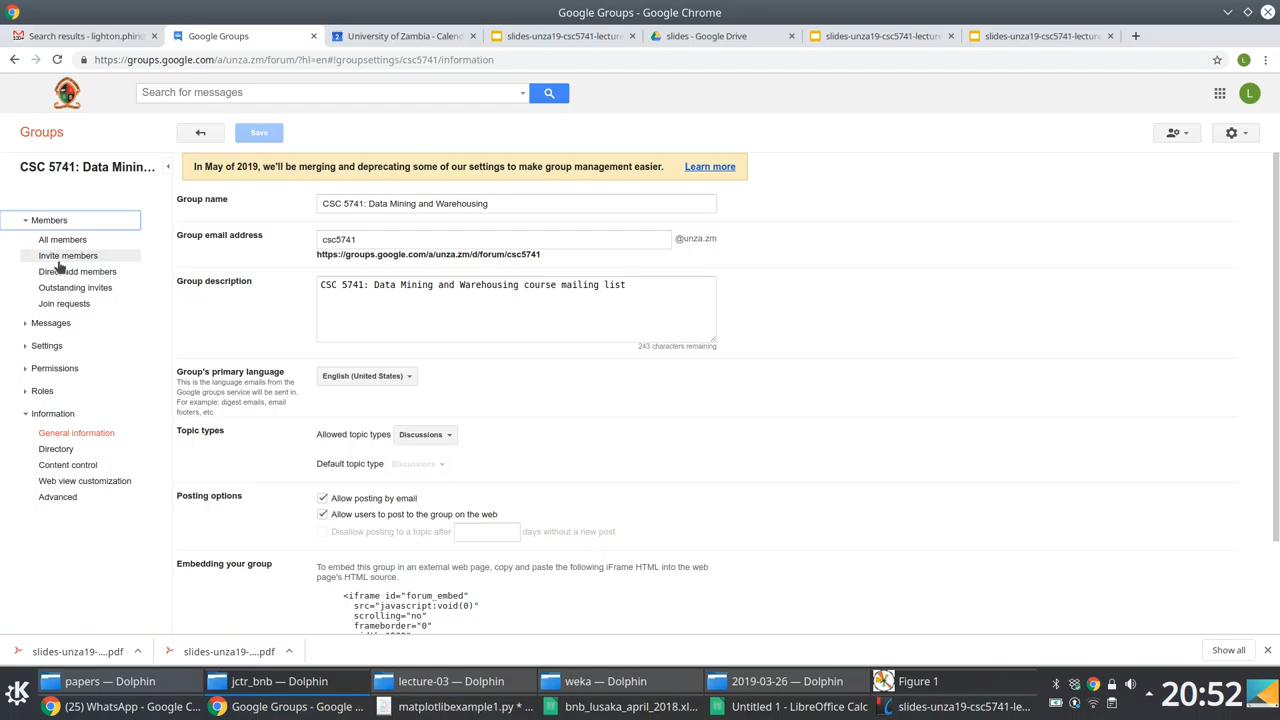 Google Groups - Google Chrome
Search results - lighton.phiri
Google Groups
University of Zambia - Calend
slides-unza19-csc5741-lecture
slides - Google Drive
slides-unza19-csc5741-lecture
slides-unza19-csc5741-lecture
https://groups.google.com/a/unza.zm/forum/?hl=en#!groupsettings/csc5741/information
L
Search for messages
L
Groups
Save
CSC 5741: Data Minin...
In May of 2019, we'll be merging and deprecating some of our settings to make group management easier. Learn more
Members
All members
Invite members
Direct add members
Outstanding invites
Join requests
Messages
Settings
Permissions
Roles
Information
General information
Directory
Content control
Web view customization
Advanced
Group name
CSC 5741: Data Mining and Warehousing
Group email address
csc5741
@unza.zm
https://groups.google.com/a/unza.zm/d/forum/csc5741
Group description
CSC 5741: Data Mining and Warehousing course mailing list
243 characters remaining
Group's primary language
This is the language emails from the
Google groups service will be sent in.
For example: digest emails, email
footers, etc.
English (United States)
Topic types
Allowed topic types
Discussions
Default topic type
Discussions
Posting options
Allow posting by email
Allow users to post to the group on the web
Disallow posting to a topic after
days without a new post
Embedding your group
To embed this group in an external web page, copy and paste the following iFrame HTML into the web
page's HTML source.
<iframe id="forum_embed"
src="javascript:void(0)"
scrolling="no"
frameborder="0"
slides-unza19-....pdf
slides-unza19-....pdf
Show all
papers — Dolphin
jctr_bnb — Dolphin
lecture-03 — Dolphin
weka — Dolphin
2019-03-26 — Dolphin
Figure 1
(25) WhatsApp - Google C...
Google Groups - Google C...
matplotlibexample1.py * ...
bnb_lusaka_april_2018.xl...
Untitled 1 - LibreOffice Calc
slides-unza19-csc5741-le...
20:52